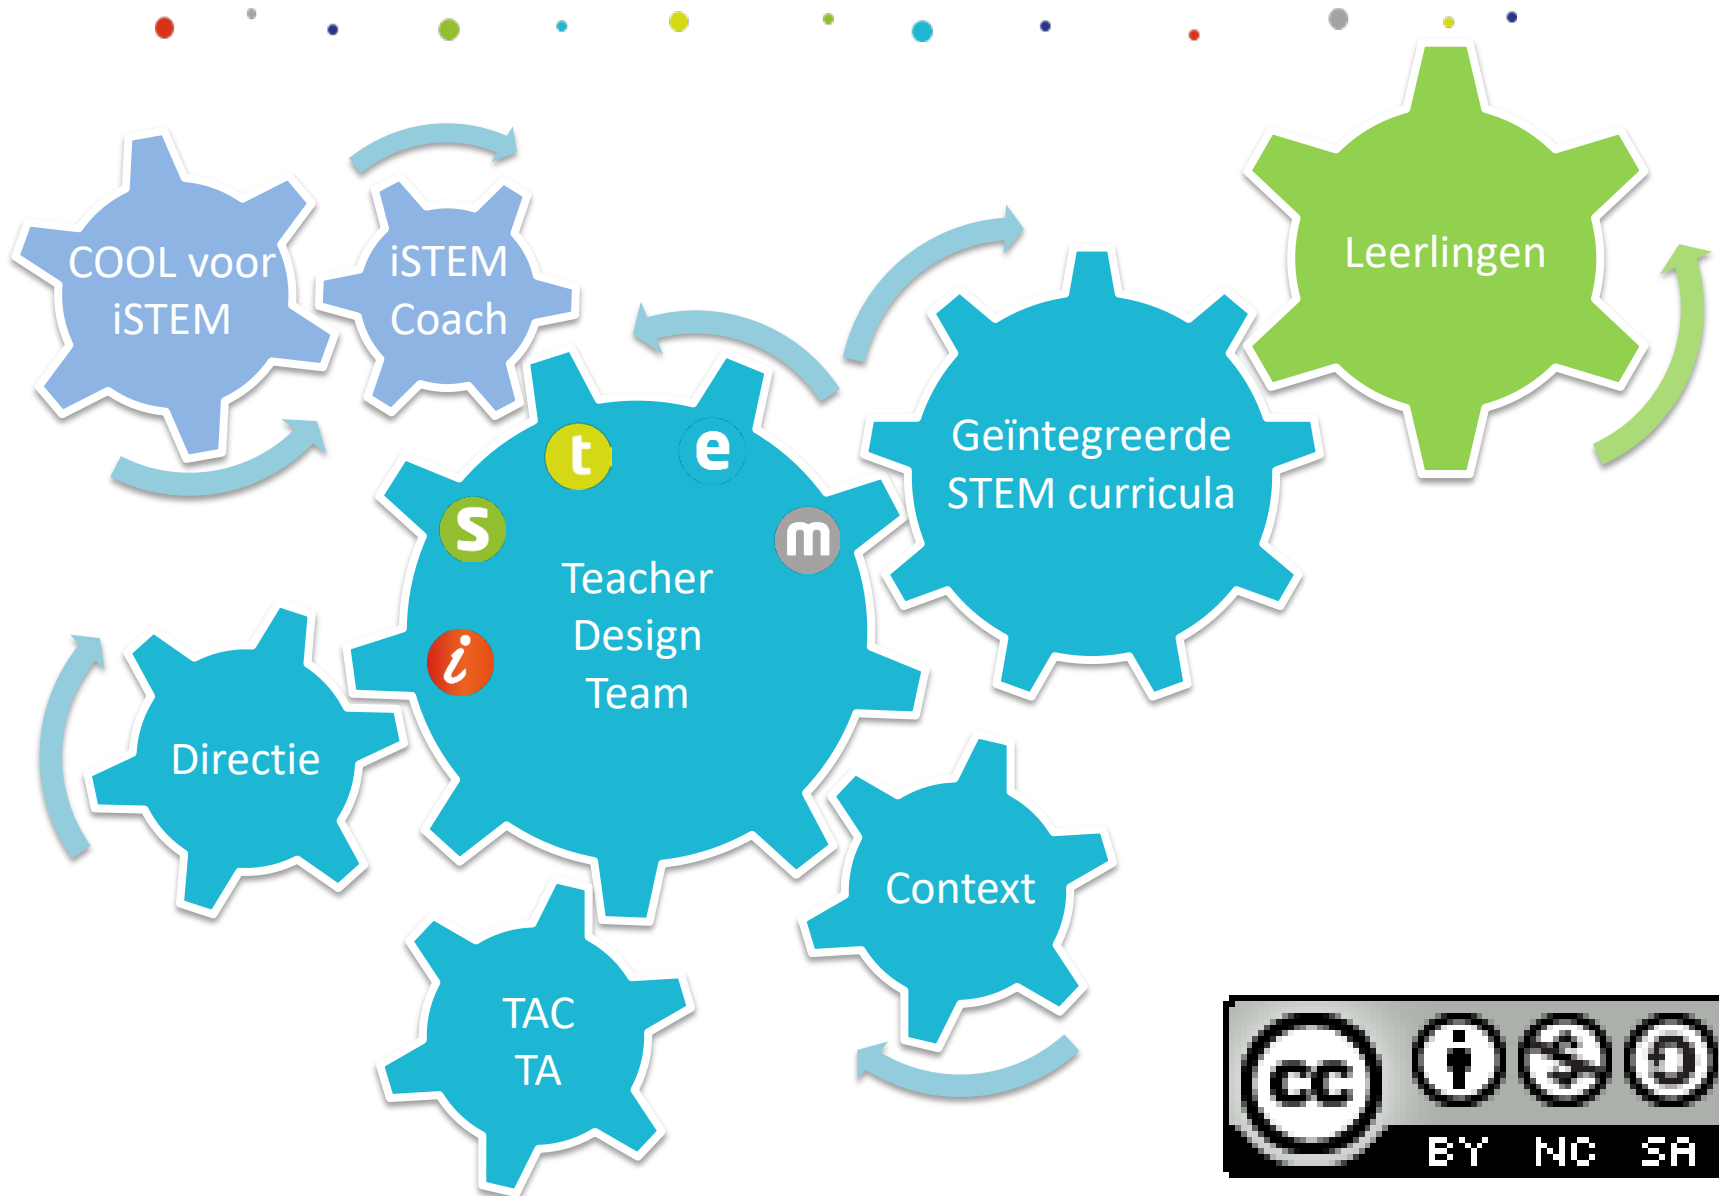 COOL voor
iSTEM
iSTEM
Coach
Leerlingen
Geïntegreerde
STEM curricula
i
s
t
e
m
Teacher
Design
Team
Directie
Context
TAC
TA
cc
BY NC SA